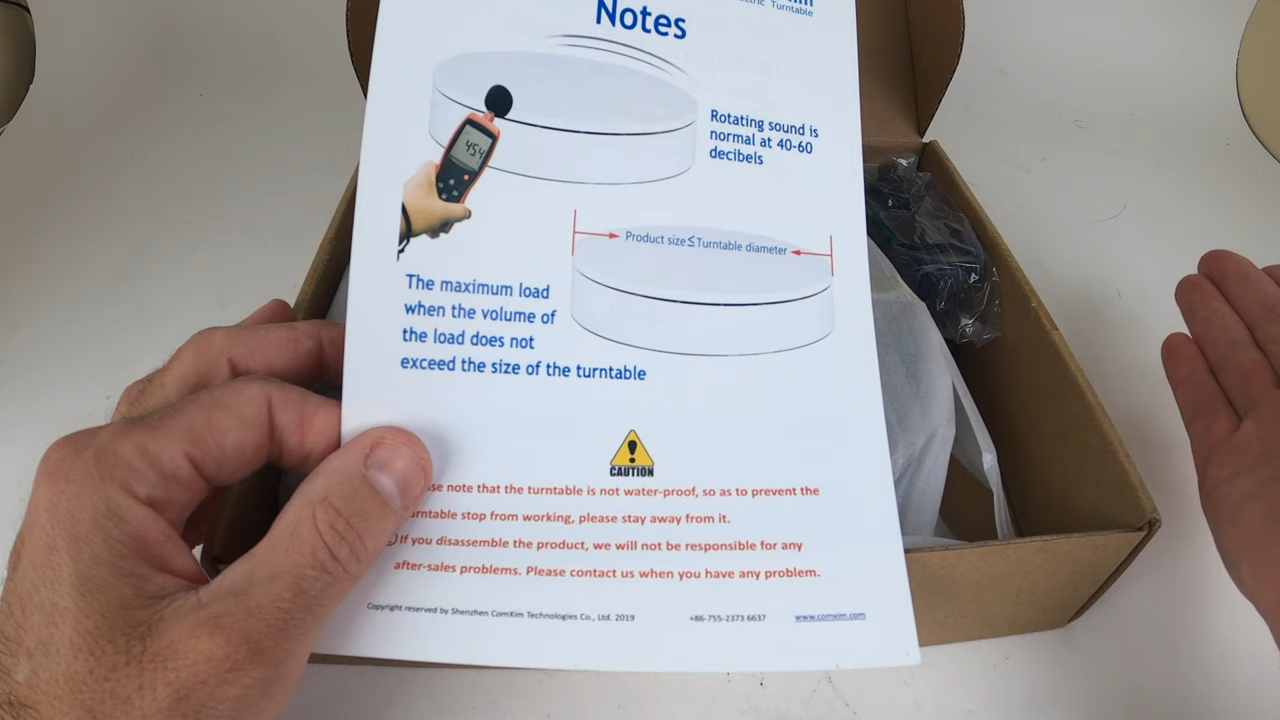 Turntable
Notes
45.4
Rotating sound is
normal at 40-60
decibels
Product size≤Turntable diameter
The maximum load
when the volume of
the load does not
exceed the size of the turntable
CAUTION
note that the turntable is not water-proof, so as to prevent the
stop from working, please stay away from it.
If you disassemble the product, we will not be responsible for any
after-sales problems. Please contact us when you have any problem.
Copyright reserved by Shenzhen ComXim Technologies Co., Ltd. 2019
+86-755-2373 6637
www.comxim.com